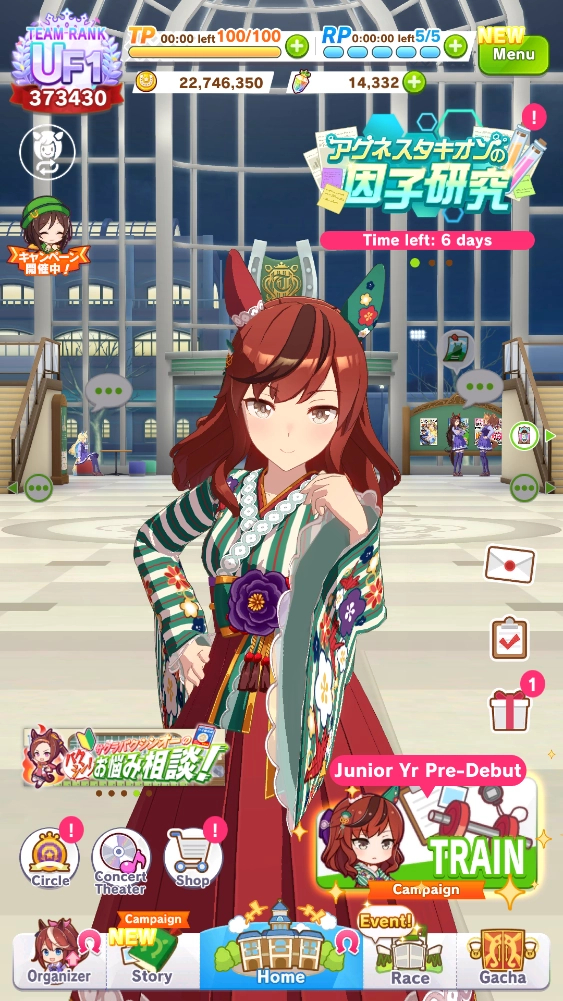 TEAM-RANK
UF1
373430
TP 00:00 left 100/100
RP 0:00:00 left 5/5
NEW
Menu
22,746,350
14,332
アグネスタキオンの
因子研究
!
Time left: 6 days
キャンペーン
開催中!
サクラバクシンオーの
バクシン!
お悩み相談!
1
Junior Yr Pre-Debut
TRAIN
Campaign
!
Circle
Concert
Theater
!
Shop
Organizer
Campaign
NEW
Story
Home
Event!
Race
Gacha